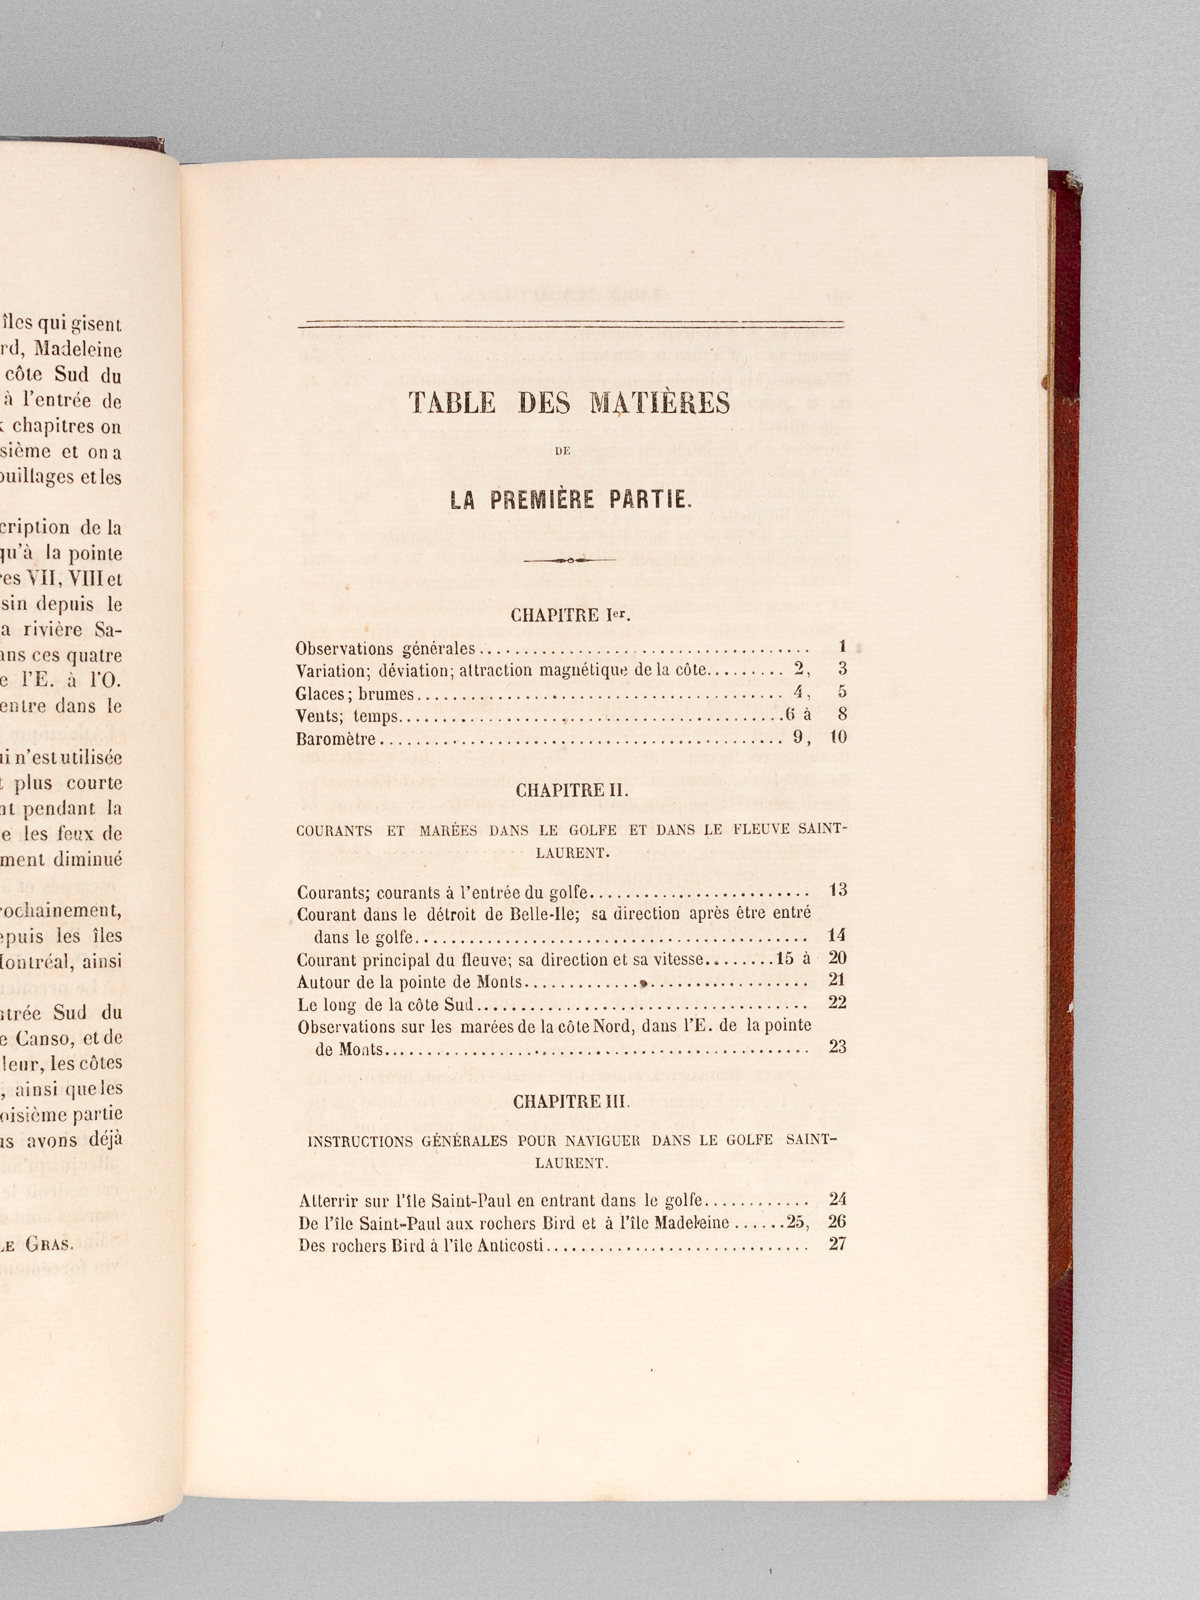 îles qui gisent
Madeleine
côte Sud du
à l'entrée de
chapitres on
et on a
et les
cription de la
qu'à la pointe
VII, VIII et
sin depuis le
a rivière Sa-
ans ces quatre
l'E. à l'O.
entre dans le
n'est utilisée
plus courte
pendant la
les feux de
diminué
rochainement,
epuis les îles
Montréal, ainsi
Sud du
Canso, et de
leur, les côtes
, ainsi que les
oisième partie
avons déjà
LE GRAS.
TABLE DES MATIÈRES
DE
LA PREMIÈRE PARTIE.
CHAPITRE Ier.
Observations générales.................................... 1
Variation; déviation; attraction magnétique de la côte......... 2, 3
Glaces; brumes........................................ 4, 5
Vents; temps..........................................6 à 8
Baromètre............................................ 9, 10
CHAPITRE II.
COURANTS ET MARÉES DANS LE GOLFE ET DANS LE FLEUVE SAINT-
LAURENT.
Courants; courants à l'entrée du golfe........................ 13
Courant dans le détroit de Belle-Ile; sa direction après être entré
dans le golfe.......................................... 14
Courant principal du fleuve; sa direction et sa vitesse........15 à 20
Autour de la pointe de Monts............................... 21
Le long de la côte Sud.................................... 22
Observations sur les marées de la côte Nord, dans l'E. de la pointe
de Monts............................................. 23
CHAPITRE III.
INSTRUCTIONS GÉNÉRALES POUR NAVIGUER DANS LE GOLFE SAINT-
LAURENT.
Atterrir sur l'île Saint-Paul en entrant dans le golfe............ 24
De l'île Saint-Paul aux rochers Bird et à l'île Madeleine ......25, 26
Des rochers Bird à l'île Anticosti............................. 27